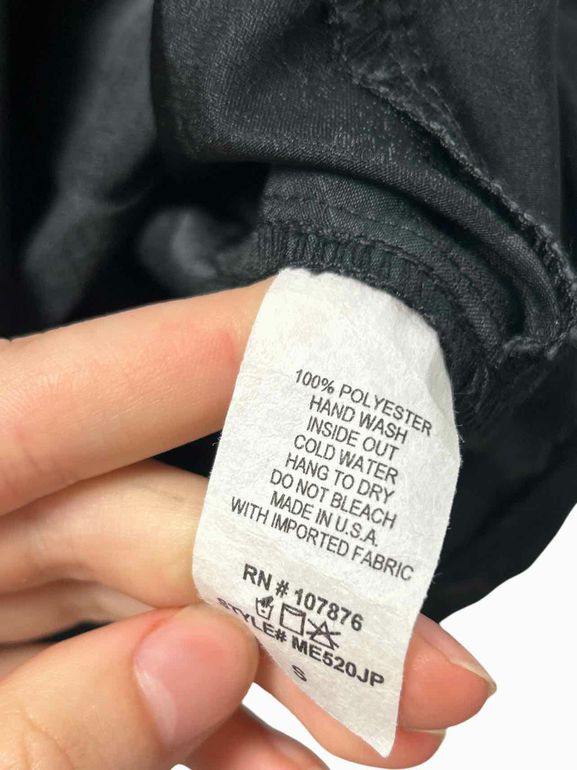 100% POLYESTER
HAND WASH
INSIDE OUT
COLD WATER
HANG TO DRY
DO NOT BLEACH
MADE IN U.S.A.
WITH IMPORTED FABRIC
RN # 107876
STYLE# ME520JP
S